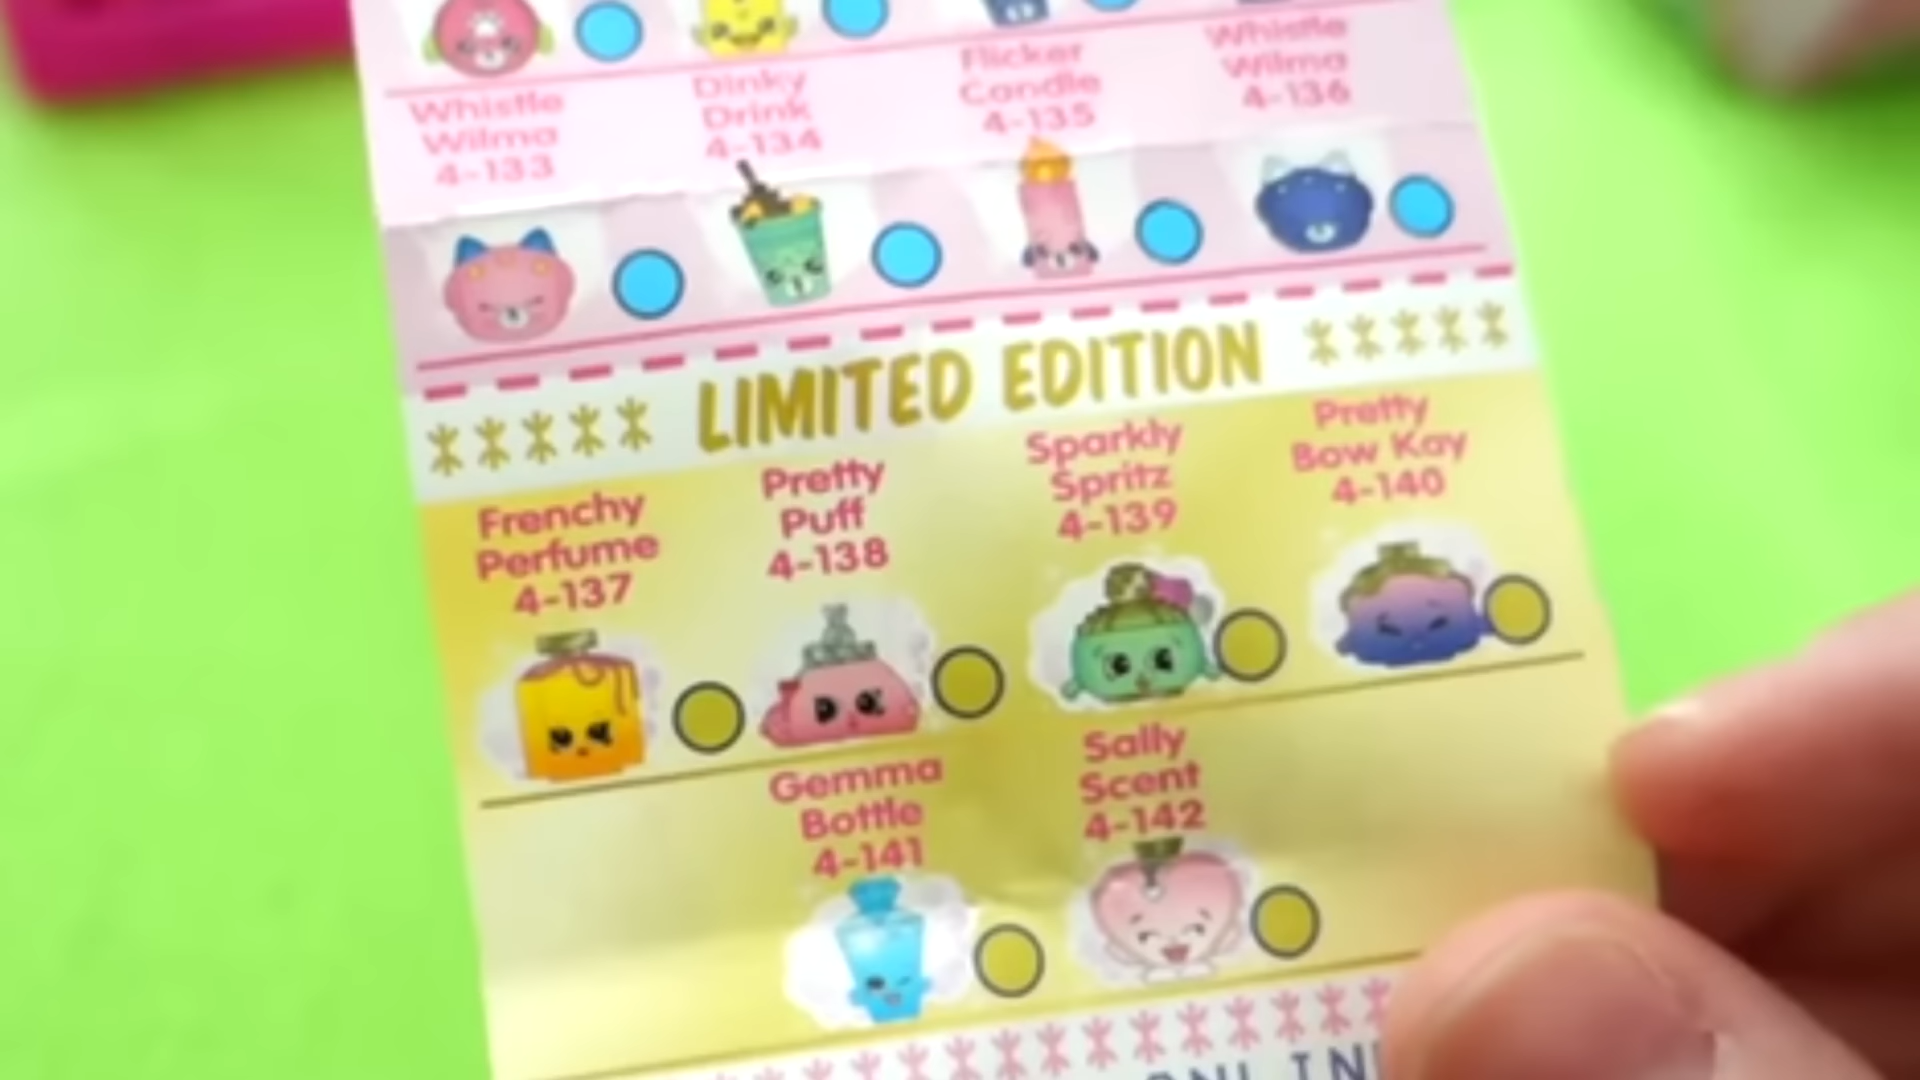 Whistle
Wilma
4-133
Dinky
Drink
4-134
Flicker
Candle
4-135
Whistle
Wilma
4-136
LIMITED EDITION
Frenchy
Perfume
4-137
Pretty
Puff
4-138
Sparkly
Spritz
4-139
Pretty
Bow Kay
4-140
Gemma
Bottle
4-141
Sally
Scent
4-142